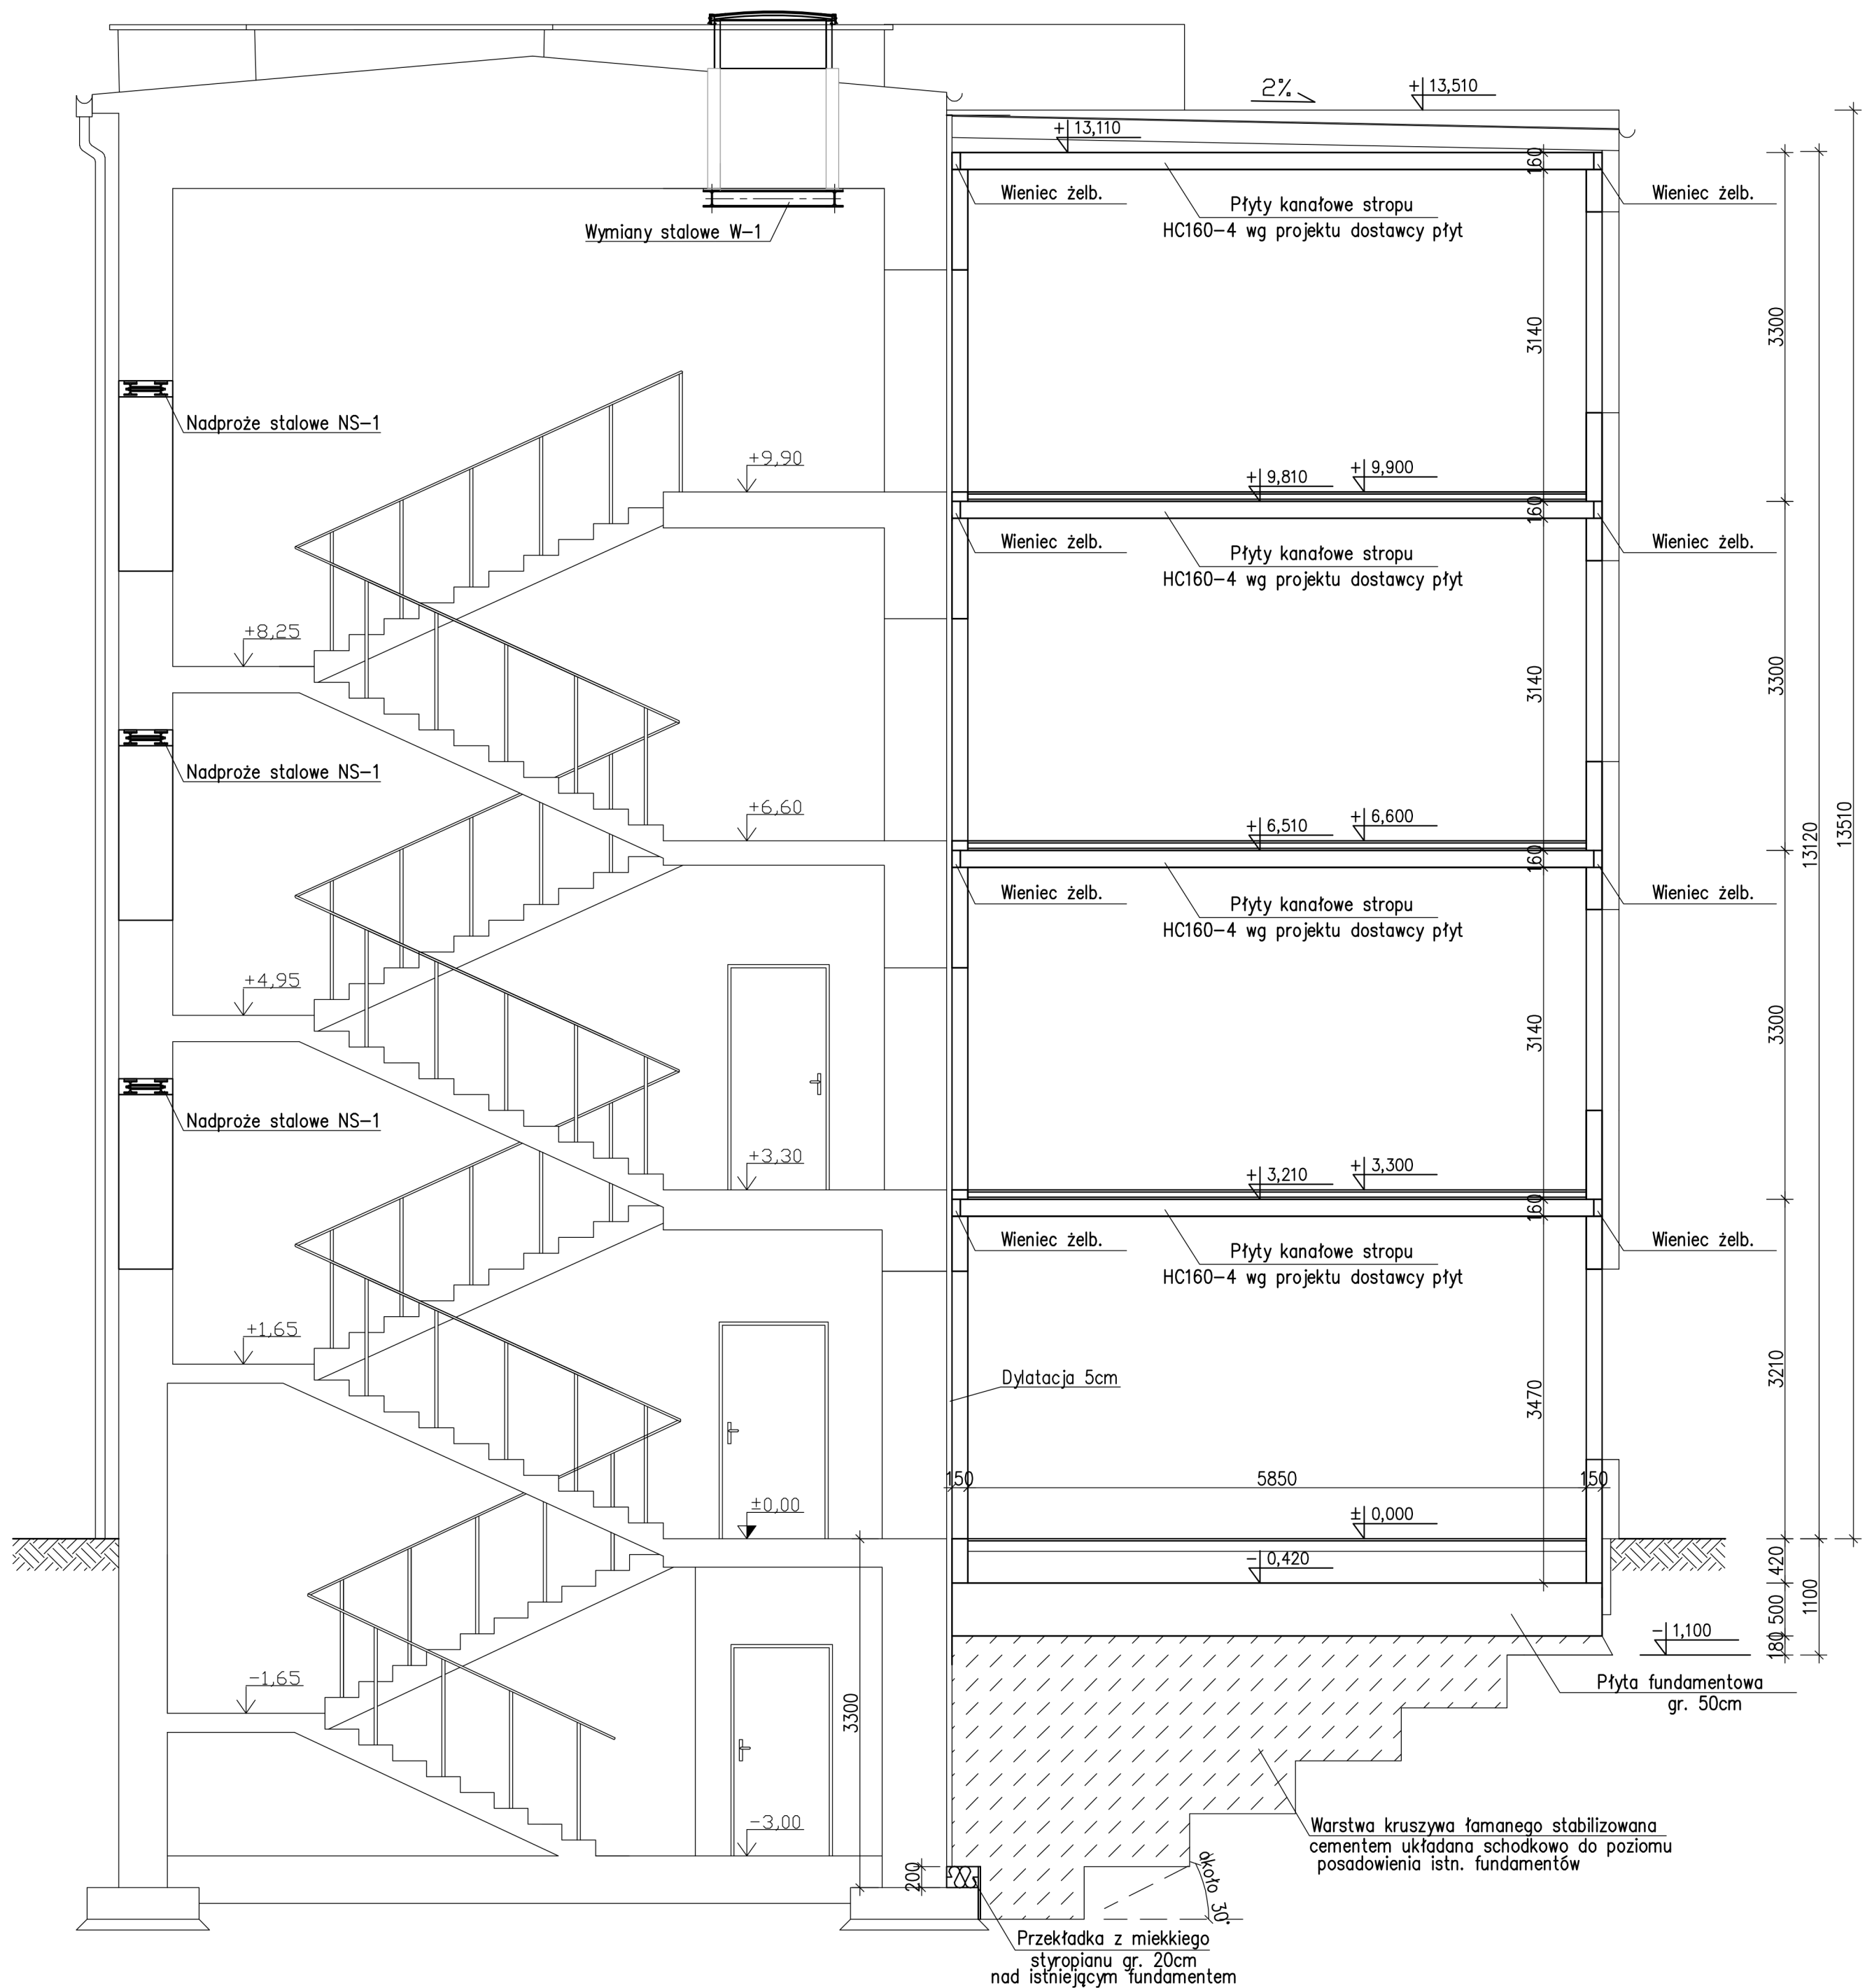 2%
+ 13,510
+ 13,110
160
Wieniec żelb.
Płyty kanałowe stropu
HC160-4 wg projektu dostawcy płyt
Wieniec żelb.
Wymiany stalowe W-1
3140
3300
Nadproże stalowe NS-1
+9,90
+ 9,810
+ 9,900
160
Wieniec żelb.
Płyty kanałowe stropu
HC160-4 wg projektu dostawcy płyt
Wieniec żelb.
+8,25
3140
3300
Nadproże stalowe NS-1
+6,60
+ 6,510
+ 6,600
13120
13510
160
Wieniec żelb.
Płyty kanałowe stropu
HC160-4 wg projektu dostawcy płyt
Wieniec żelb.
+4,95
3140
3300
Nadproże stalowe NS-1
+3,30
+ 3,210
+ 3,300
160
Wieniec żelb.
Płyty kanałowe stropu
HC160-4 wg projektu dostawcy płyt
Wieniec żelb.
+1,65
Dylatacja 5cm
3470
3210
150
5850
150
±0,00
± 0,000
- 0,420
420
500
1100
180
- 1,100
-1,65
3300
Płyta fundamentowa
gr. 50cm
-3,00
Warstwa kruszywa łamanego stabilizowana
cementem układana schodkowo do poziomu
posadowienia istn. fundamentów
200
około 30°
Przekładka z miekkiego
styropianu gr. 20cm
nad istniejącym fundamentem